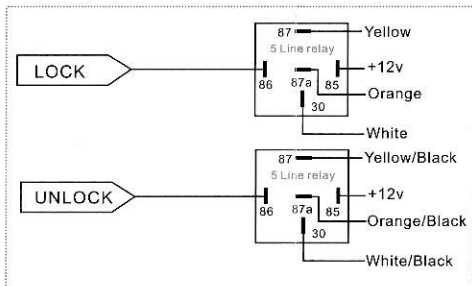 87 Yellow
5 Line relay
LOCK
+12v
86 87a 85
Orange
30
White
87 Yellow/Black
5 Line relay
UNLOCK
+12v
86 87a 85
Orange/Black
30
White/Black